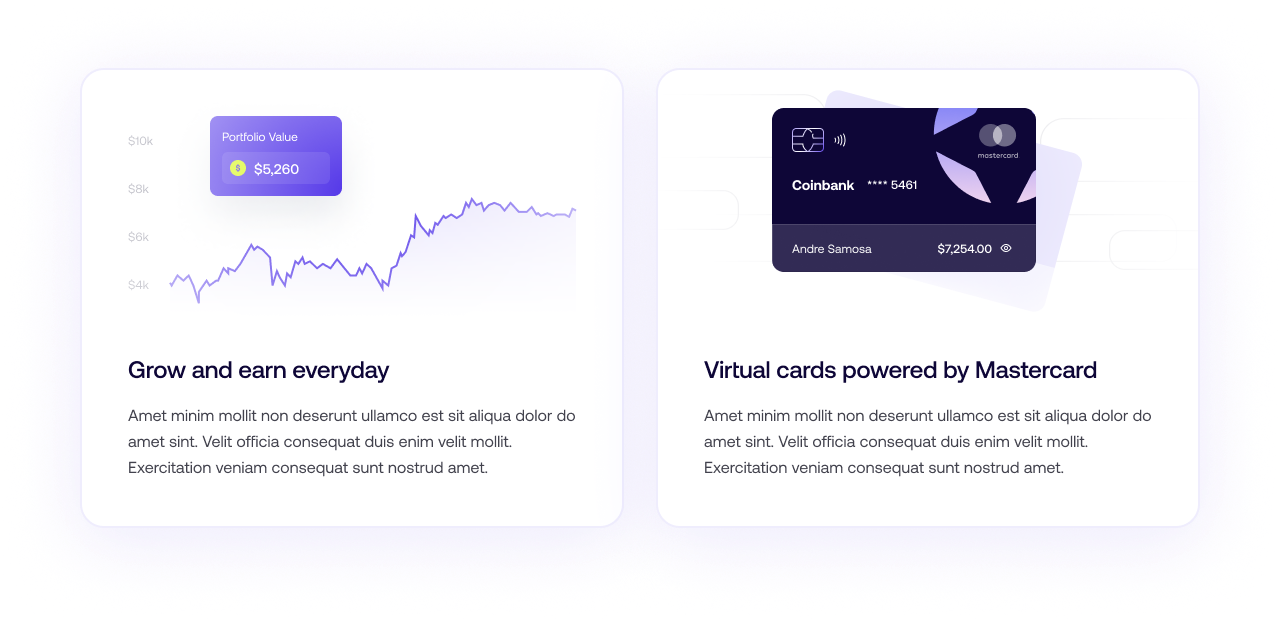 $10k
$8k
$6k
$4k
Portfolio Value
$
$5,260
Grow and earn everyday
Amet minim mollit non deserunt ullamco est sit aliqua dolor do
amet sint. Velit officia consequat duis enim velit mollit.
Exercitation veniam consequat sunt nostrud amet.
mastercard
Coinbank **** 5461
Andre Samosa $7,254.00
Virtual cards powered by Mastercard
Amet minim mollit non deserunt ullamco est sit aliqua dolor do
amet sint. Velit officia consequat duis enim velit mollit.
Exercitation veniam consequat sunt nostrud amet.